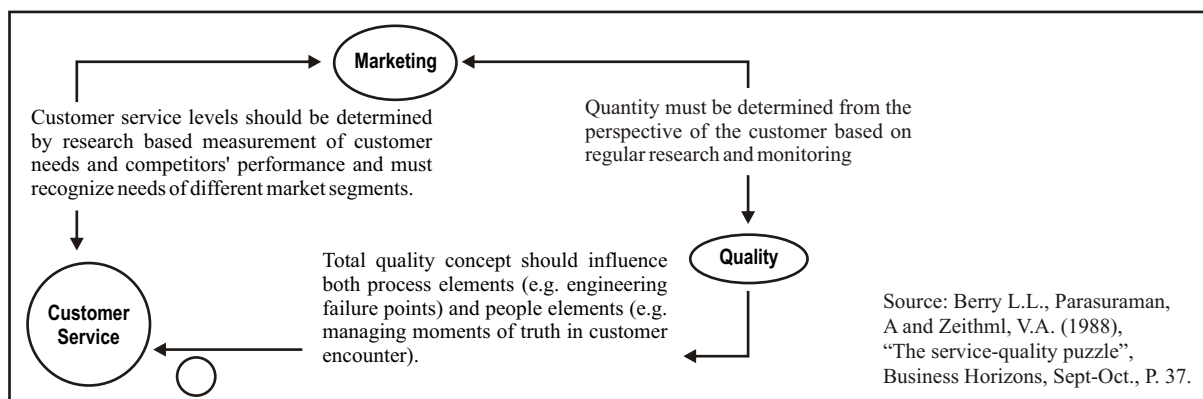 Marketing
Customer service levels should be determined
by research based measurement of customer
needs and competitors' performance and must
recognize needs of different market segments.
Quantity must be determined from the
perspective of the customer based on
regular research and monitoring
Quality
Total quality concept should influence
both process elements (e.g. engineering
failure points) and people elements (e.g.
managing moments of truth in customer
encounter).
Customer
Service
Source: Berry L.L., Parasuraman,
A and Zeithml, V.A. (1988),
“The service-quality puzzle”,
Business Horizons, Sept-Oct., P. 37.